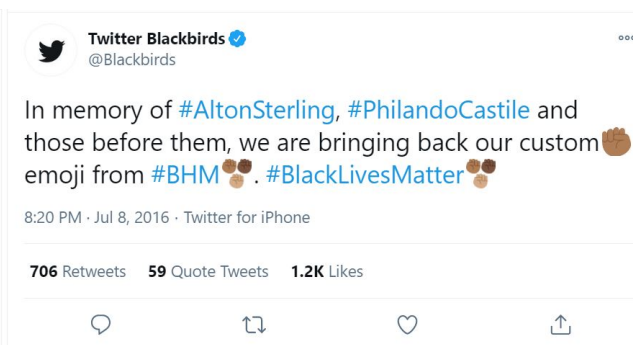 Twitter Blackbirds
@Blackbirds
In memory of #AltonSterling, #PhilandoCastile and
those before them, we are bringing back our custom✊🏾
emoji from #BHM. #BlackLivesMatter
8:20 PM · Jul 8, 2016 · Twitter for iPhone
706 Retweets 59 Quote Tweets 1.2K Likes